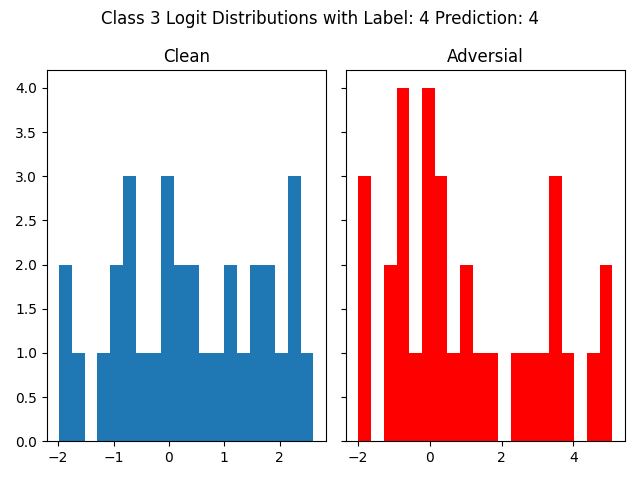 Class 3 Logit Distributions with Label: 4 Prediction: 4
Clean
Adversial
4.0
3.5
3.0
2.5
2.0
1.5
1.0
0.5
0.0
−2 −1 0 1 2
−2 0 2 4